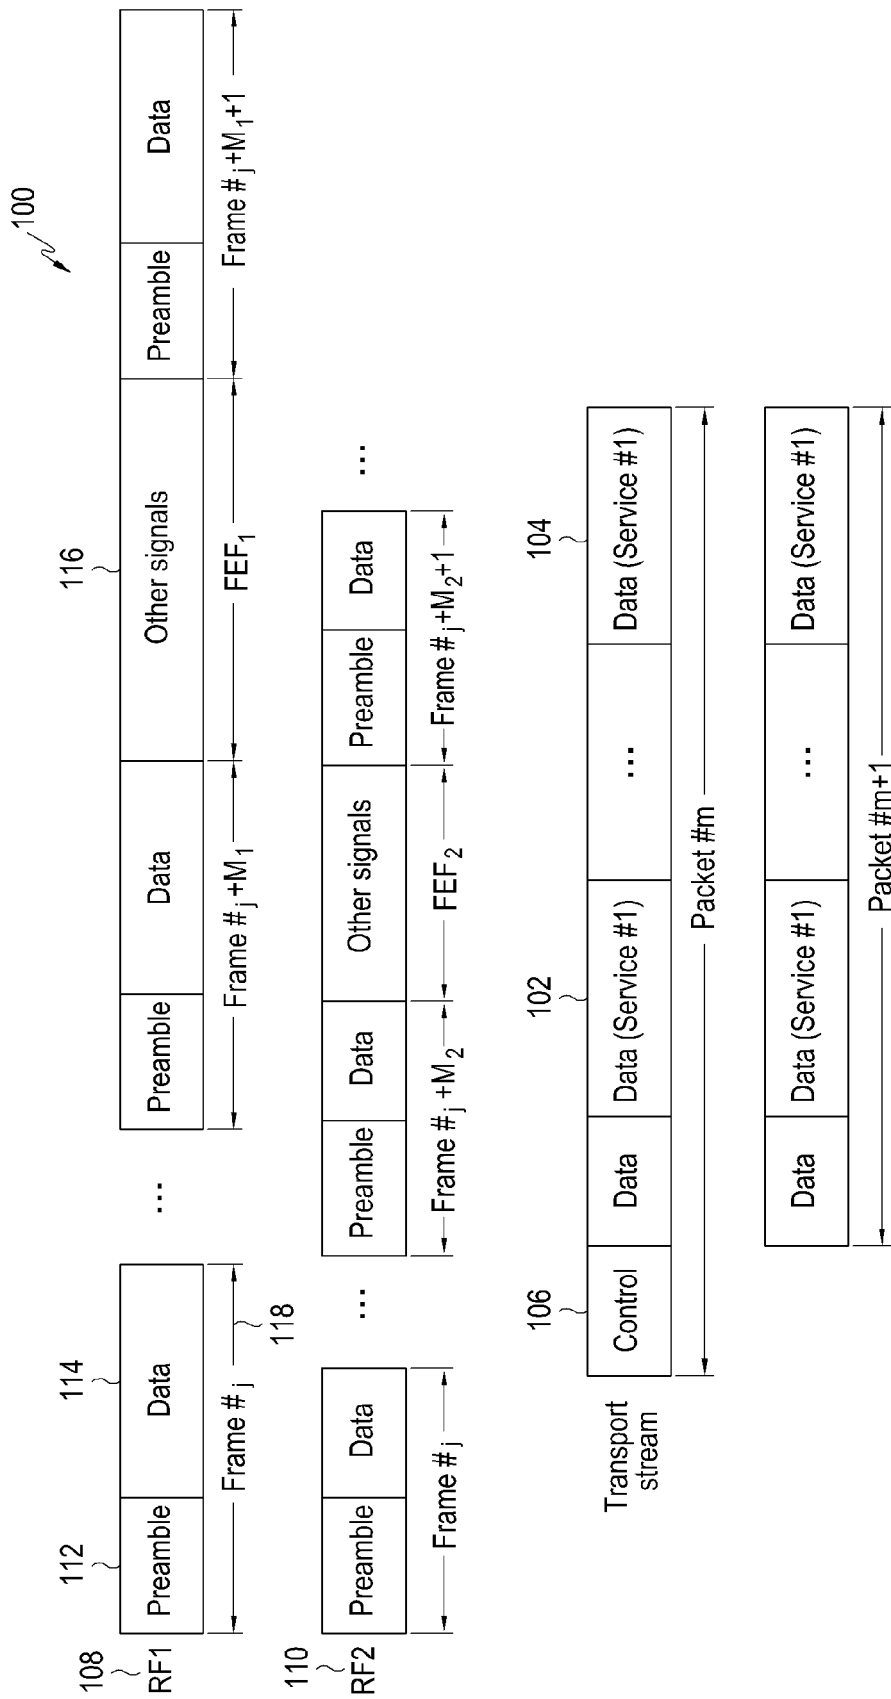 100
108
RF1
112
114
116
Preamble
Data
...
Preamble
Data
Other signals
Preamble
Data
Frame #j
118
Frame #j+M1
FEF1
Frame #j+M1+1
110
RF2
Preamble
Data
...
Preamble
Data
Other signals
Preamble
Data
...
Frame #j
Frame #j+M2
FEF2
Frame #j+M2+1
Transport
stream
106
102
104
Control
Data
Data (Service #1)
...
Data (Service #1)
Packet #m
Data
Data (Service #1)
...
Data (Service #1)
Packet #m+1